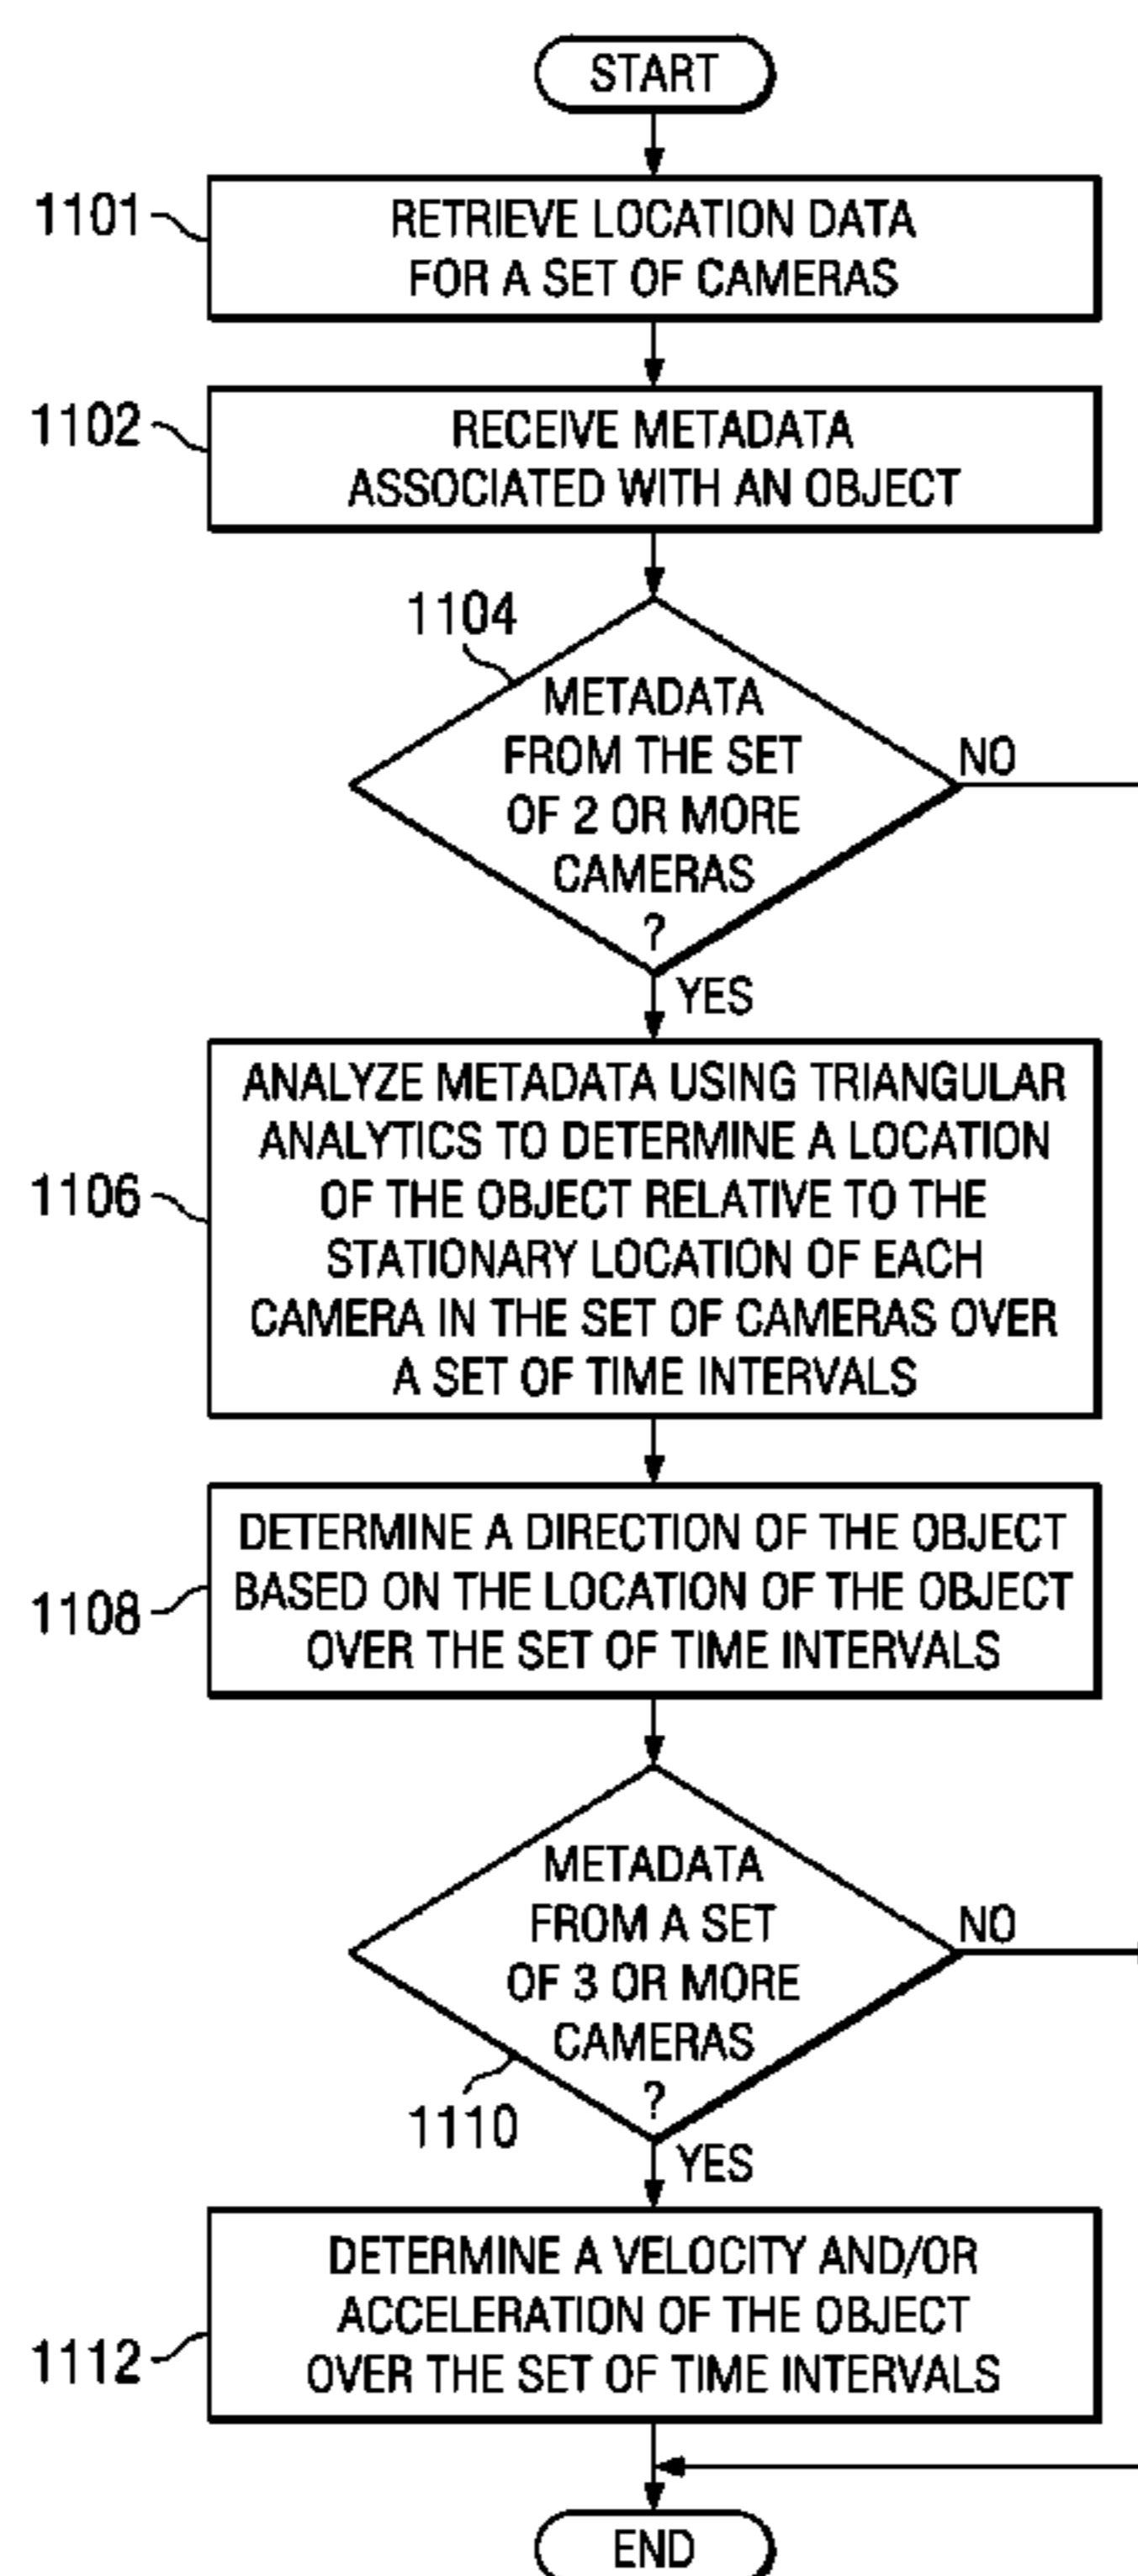 START
1101
RETRIEVE LOCATION DATA
FOR A SET OF CAMERAS
1102
RECEIVE METADATA
ASSOCIATED WITH AN OBJECT
1104
METADATA
FROM THE SET
OF 2 OR MORE
CAMERAS
?
NO
YES
1106
ANALYZE METADATA USING TRIANGULAR
ANALYTICS TO DETERMINE A LOCATION
OF THE OBJECT RELATIVE TO THE
STATIONARY LOCATION OF EACH
CAMERA IN THE SET OF CAMERAS OVER
A SET OF TIME INTERVALS
1108
DETERMINE A DIRECTION OF THE OBJECT
BASED ON THE LOCATION OF THE OBJECT
OVER THE SET OF TIME INTERVALS
METADATA
FROM A SET
OF 3 OR MORE
CAMERAS
?
NO
1110
YES
1112
DETERMINE A VELOCITY AND/OR
ACCELERATION OF THE OBJECT
OVER THE SET OF TIME INTERVALS
END